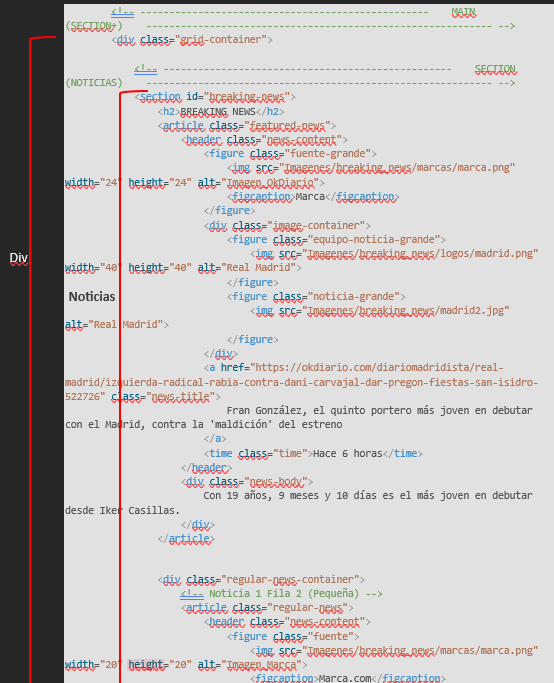 <!-- -------------------------------------------------- MAIN
(SECTION+) ------------------------------------------------------------- -->
<div class="grid-container">
<!-- -------------------------------------------------- SECTION
(NOTICIAS) ------------------------------------------------------------- -->
<section id="breaking-news">
<h2>BREAKING NEWS</h2>
<article class="featured-news">
<header class="news-content">
<figure class="fuente-grande">
<img src="Imagenes/breaking_news/marcas/marca.png"
width="24" height="24" alt="Imagen OkDiario">
<figcaption>Marca</figcaption>
</figure>
<div class="image-container">
<figure class="equipo-noticia-grande">
<img src="Imagenes/breaking_news/logos/madrid.png"
Div
width="40" height="40" alt="Real Madrid">
</figure>
Noticias
<figure class="noticia-grande">
<img src="Imagenes/breaking_news/madrid2.jpg"
alt="Real Madrid">
</figure>
</div>
<a href="https://okdiario.com/diariomadridista/real-
madrid/izquierda-radical-rabia-contra-dani-carvajal-dar-pregon-fiestas-san-isidro-
522726" class="news-title">
Fran González, el quinto portero más joven en debutar
con el Madrid, contra la 'maldición' del estreno
</a>
<time class="time">Hace 6 horas</time>
</header>
<div class="news-body">
Con 19 años, 9 meses y 10 días es el más joven en debutar
desde Iker Casillas.
</div>
</article>
<div class="regular-news-container">
<!-- Noticia 1 Fila 2 (Pequeña) -->
<article class="regular-news">
<header class="news-content">
<figure class="fuente">
<img src="Imagenes/breaking_news/marcas/marca.png"
width="20" height="20" alt="Imagen Marca">
<figcaption>Marca.com</figcaption>